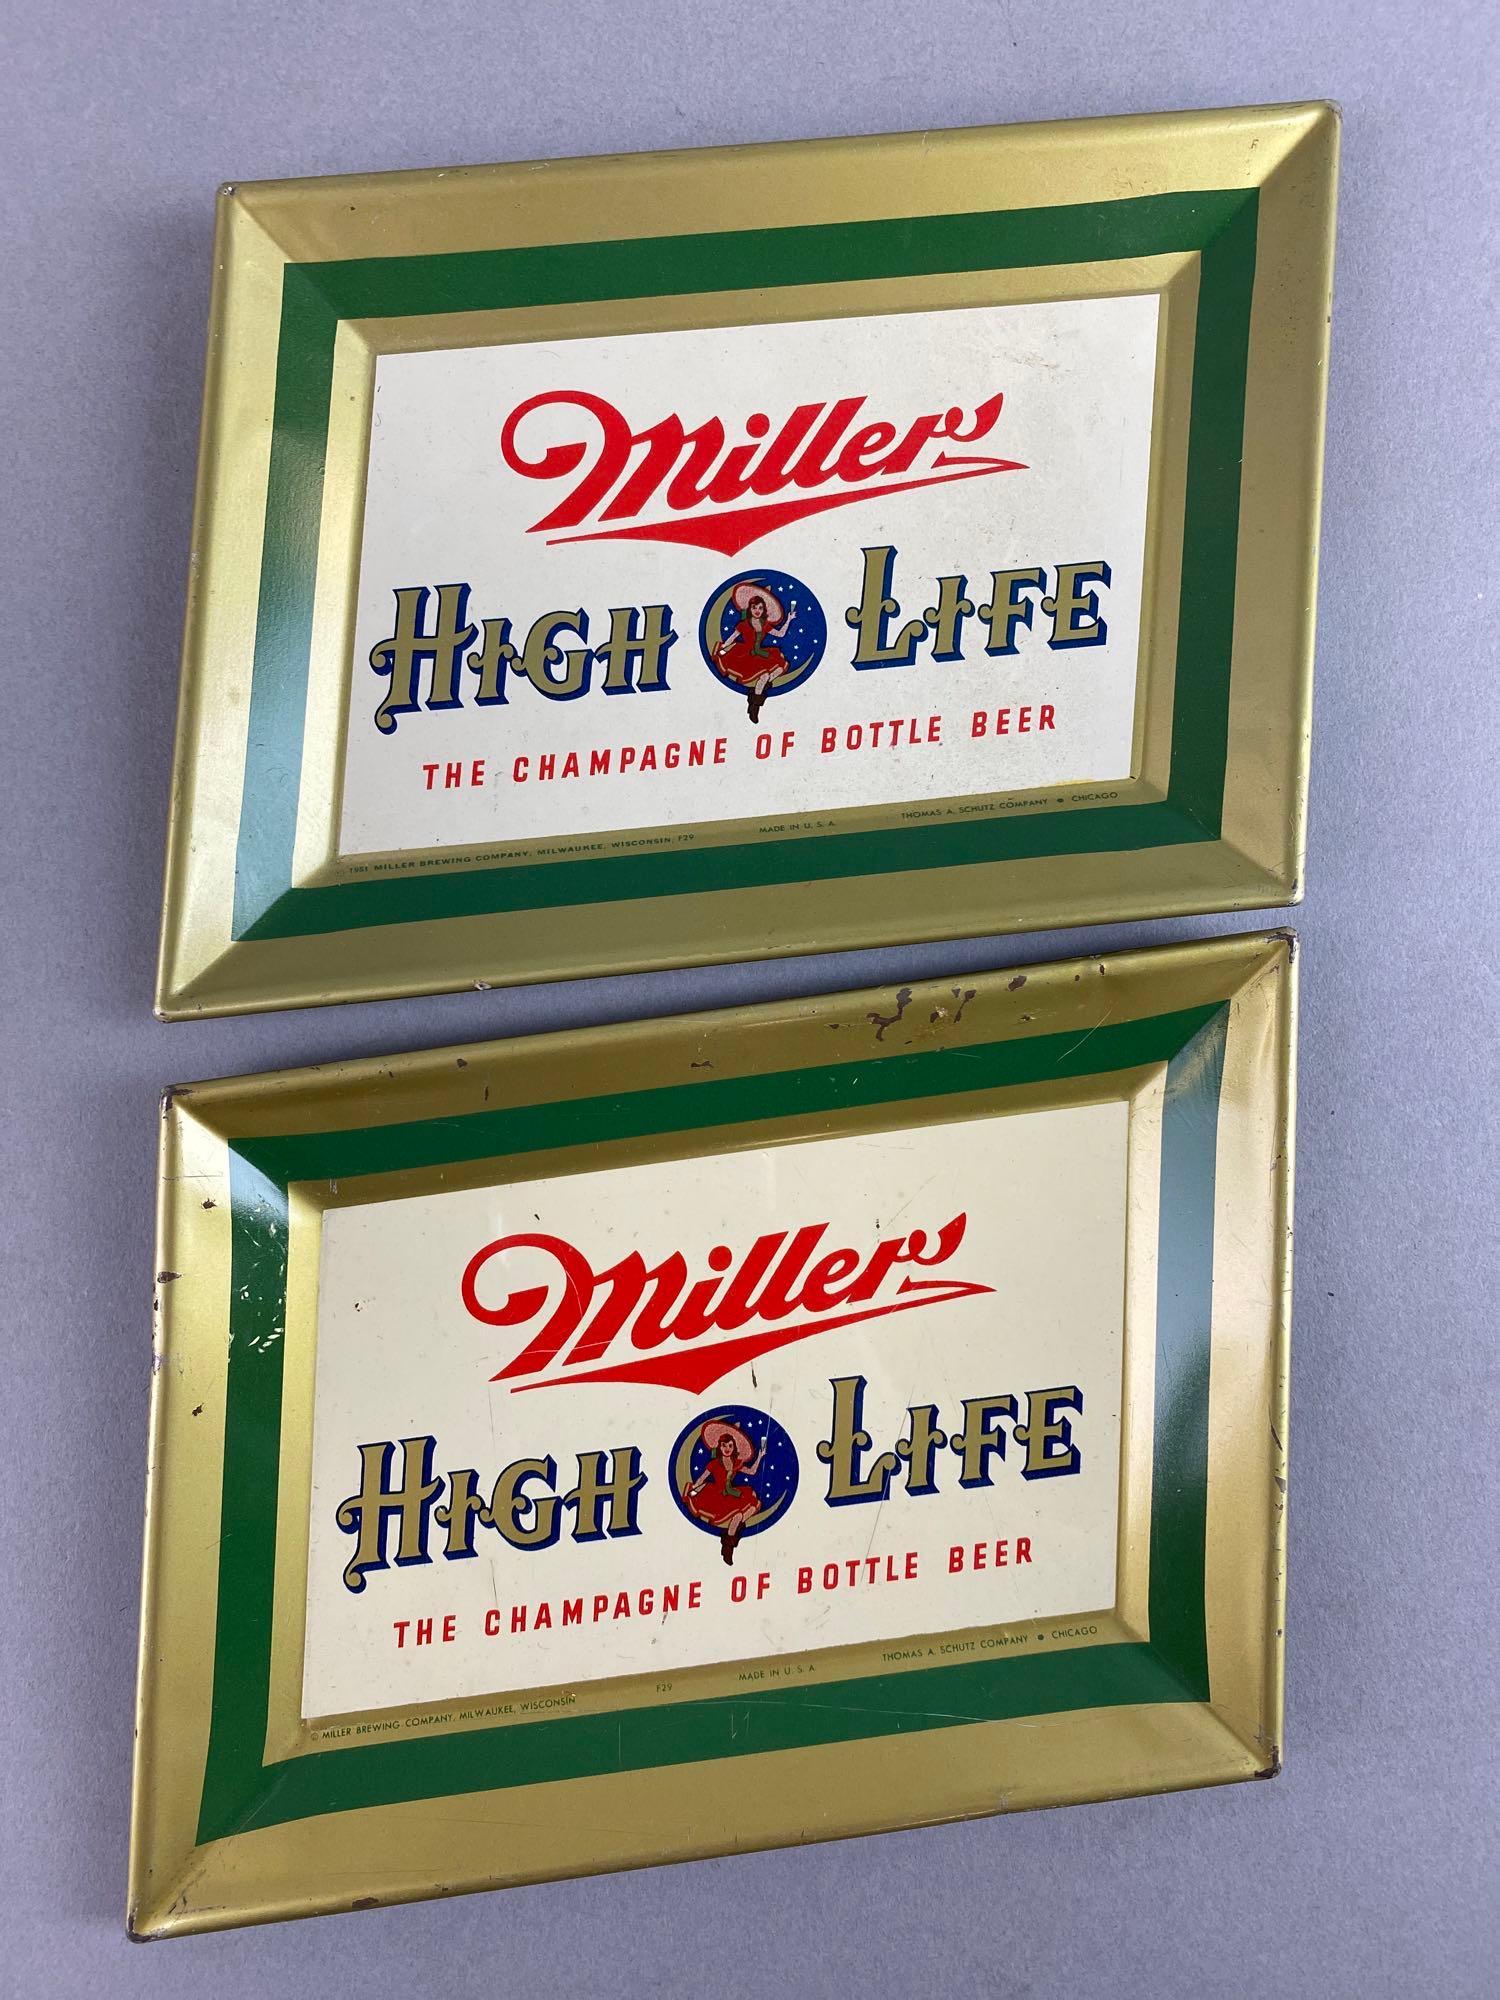 Millers
HIGH LIFE
THE CHAMPAGNE OF BOTTLE BEER
© 1951 MILLER BREWING COMPANY, MILWAUKEE, WISCONSIN, F29 MADE IN U. S. A. THOMAS A. SCHUTZ COMPANY • CHICAGO
Millers
HIGH LIFE
THE CHAMPAGNE OF BOTTLE BEER
© MILLER BREWING COMPANY, MILWAUKEE, WISCONSIN F29 MADE IN U. S. A. THOMAS A. SCHUTZ COMPANY • CHICAGO